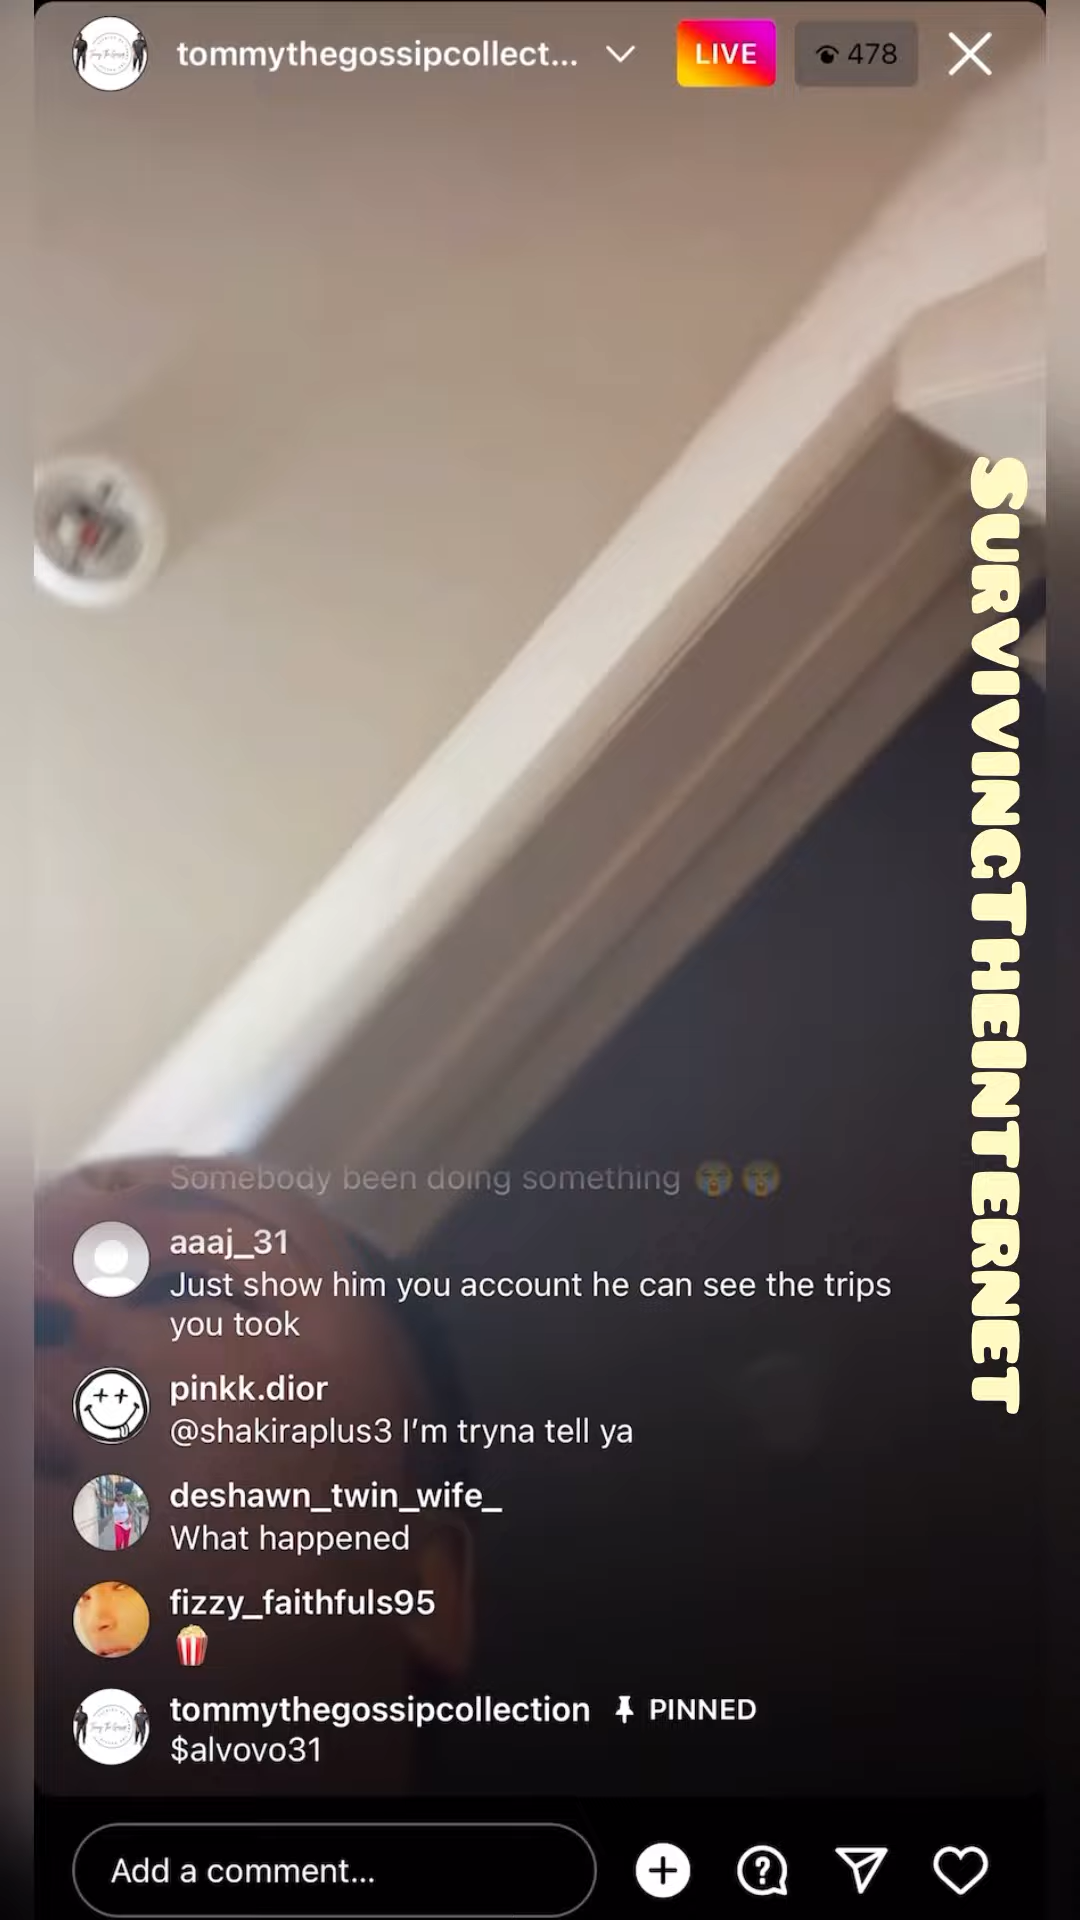 tommythegossipcollect...
LIVE
478
SURVIVINGTHEINTERNET
Somebody been doing something 😭😭
aaaj_31
Just show him you account he can see the trips
you took
pinkk.dior
@shakiraplus3 I'm tryna tell ya
deshawn_twin_wife_
What happened
fizzy_faithfuls95
🍿
tommythegossipcollection PINNED
$alvovo31
Add a comment...